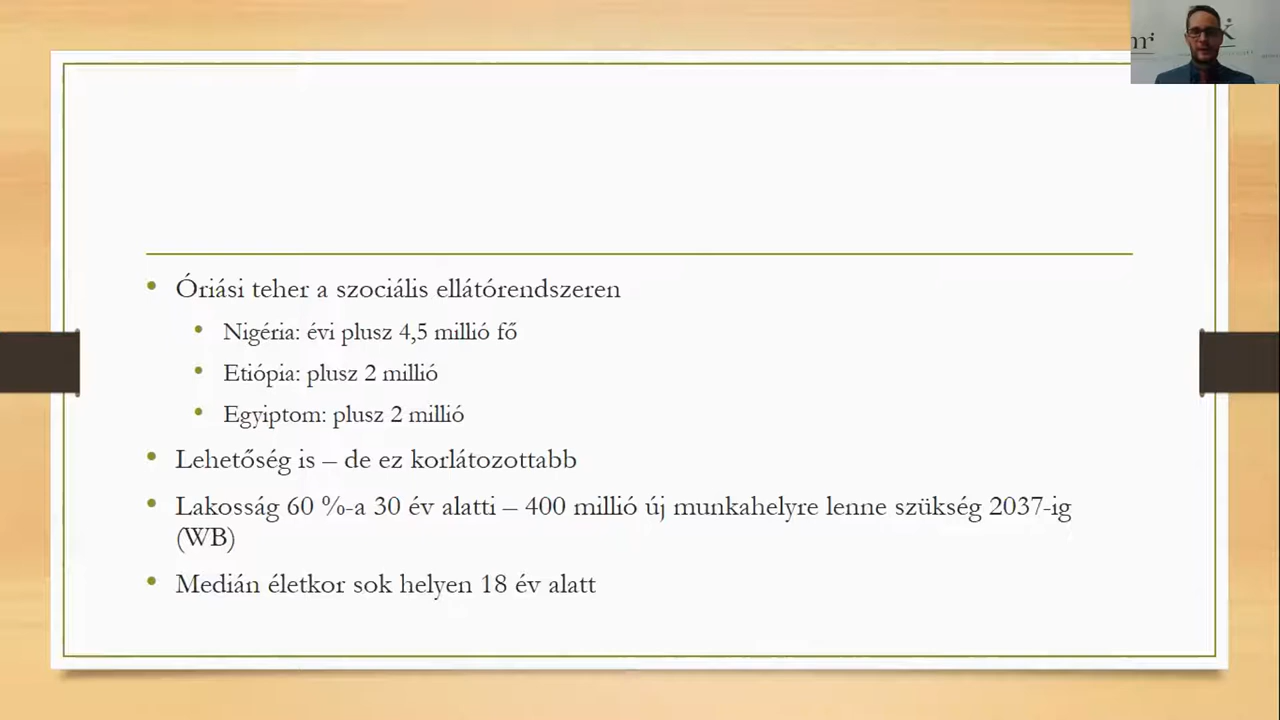 Óriási teher a szociális ellátórendszeren
Nigéria: évi plusz 4,5 millió fő
Etiópia: plusz 2 millió
Egyiptom: plusz 2 millió
Lehetőség is – de ez korlátozottabb
Lakosság 60 %-a 30 év alatti – 400 millió új munkahelyre lenne szükség 2037-ig
(WB)
Medián életkor sok helyen 18 év alatt